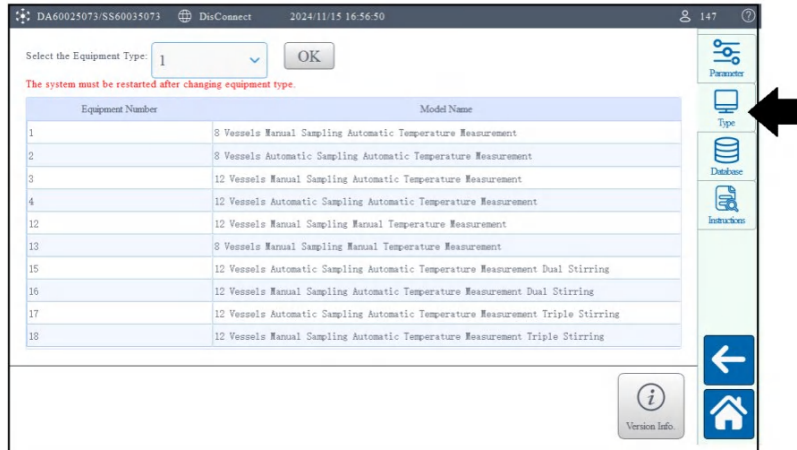 DA60025073/SS60035073 DisConnect 2024/11/15 16:56:50 147
Select the Equipment Type: 1 OK
The system must be restarted after changing equipment type.
Equipment Number Model Name
1 8 Vessels Manual Sampling Automatic Temperature Measurement
2 8 Vessels Automatic Sampling Automatic Temperature Measurement
3 12 Vessels Manual Sampling Automatic Temperature Measurement
4 12 Vessels Automatic Sampling Automatic Temperature Measurement
12 12 Vessels Manual Sampling Manual Temperature Measurement
13 8 Vessels Manual Sampling Manual Temperature Measurement
15 12 Vessels Automatic Sampling Automatic Temperature Measurement Dual Stirring
16 12 Vessels Manual Sampling Automatic Temperature Measurement Dual Stirring
17 12 Vessels Automatic Sampling Automatic Temperature Measurement Triple Stirring
18 12 Vessels Manual Sampling Automatic Temperature Measurement Triple Stirring
Parameter
Type
Database
Instructions
Version Info.